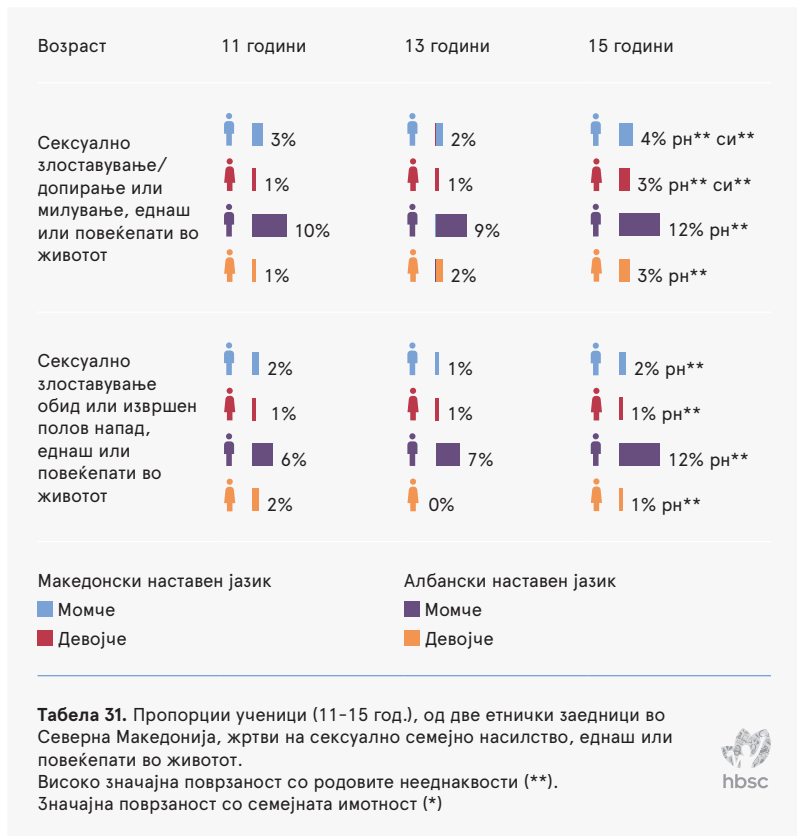 Возраст 11 години 13 години 15 години
Сексуално
злоставување/
допирање или
милување, еднаш
или повеќепати во
животот
3% 2% 4% рн** си**
1% 1% 3% рн** си**
10% 9% 12% рн**
1% 2% 3% рн**
Сексуално
злоставување
обид или извршен
полов напад,
еднаш или
повеќепати во
животот
2% 1% 2% рн**
1% 1% 1% рн**
6% 7% 12% рн**
2% 0% 1% рн**
Македонски наставен јазик Албански наставен јазик
Момче Момче
Девојче Девојче
Табела 31. Пропорции ученици (11-15 год.), од две етнички заедници во
Северна Македонија, жртви на сексуално семејно насилство, еднаш или
повеќепати во животот.
Високо значајна поврзаност со родовите нееднаквости (**).
Значајна поврзаност со семејната имотност (*)
hbsc